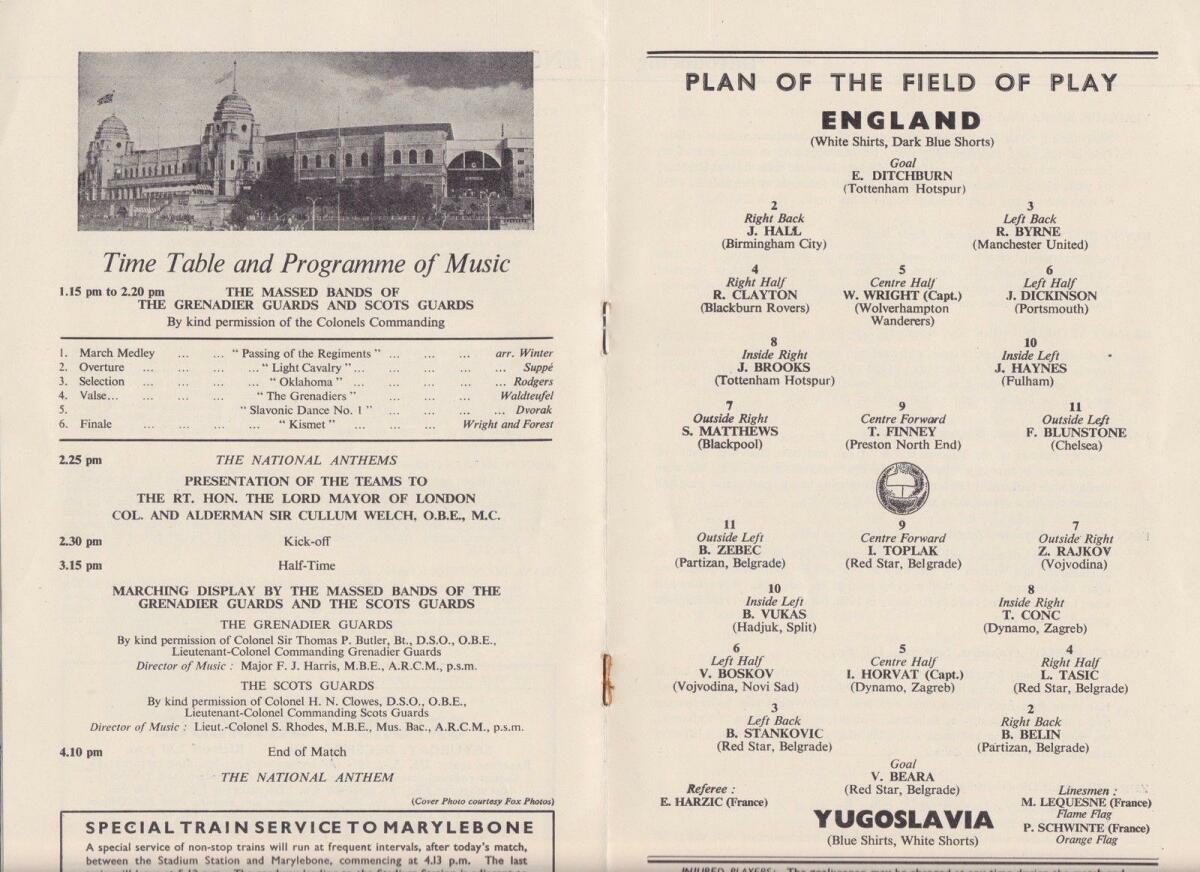 Time Table and Programme of Music
1.15 pm to 2.20 pm THE MASSED BANDS OF
THE GRENADIER GUARDS AND SCOTS GUARDS
By kind permission of the Colonels Commanding
1. March Medley ... ... “ Passing of the Regiments ” ... ... ... arr. Winter
2. Overture ... ... ...“ Light Cavalry ”... ... ... ... Suppé
3. Selection ... ... ... “ Oklahoma ” ... ... ... ... Rodgers
4. Valse... ... ... ... “ The Grenadiers ” ... ... ... Waldteufel
5. “ Slavonic Dance No. 1 ” ... ... ... ... Dvorak
6. Finale ... ... ... ... “ Kismet ” ... ... ... Wright and Forest
2.25 pm THE NATIONAL ANTHEMS
PRESENTATION OF THE TEAMS TO
THE RT. HON. THE LORD MAYOR OF LONDON
COL. AND ALDERMAN SIR CULLUM WELCH, O.B.E., M.C.
2.30 pm Kick-off
3.15 pm Half-Time
MARCHING DISPLAY BY THE MASSED BANDS OF THE
GRENADIER GUARDS AND THE SCOTS GUARDS
THE GRENADIER GUARDS
By kind permission of Colonel Sir Thomas P. Butler, Bt., D.S.O., O.B.E.,
Lieutenant-Colonel Commanding Grenadier Guards
Director of Music : Major F. J. Harris, M.B.E., A.R.C.M., p.s.m.
THE SCOTS GUARDS
By kind permission of Colonel H. N. Clowes, D.S.O., O.B.E.,
Lieutenant-Colonel Commanding Scots Guards
Director of Music : Lieut.-Colonel S. Rhodes, M.B.E., Mus. Bac., A.R.C.M., p.s.m.
4.10 pm End of Match
THE NATIONAL ANTHEM
(Cover Photo courtesy Fox Photos)
SPECIAL TRAIN SERVICE TO MARYLEBONE
A special service of non-stop trains will run at frequent intervals, after today's match,
between the Stadium Station and Marylebone, commencing at 4.13 p.m. The last
PLAN OF THE FIELD OF PLAY
ENGLAND
(White Shirts, Dark Blue Shorts)
Goal
E. DITCHBURN
(Tottenham Hotspur)
2 3
Right Back Left Back
J. HALL R. BYRNE
(Birmingham City) (Manchester United)
4 5 6
Right Half Centre Half Left Half
R. CLAYTON W. WRIGHT (Capt.) J. DICKINSON
(Blackburn Rovers) (Wolverhampton (Portsmouth)
Wanderers)
8 10
Inside Right Inside Left
J. BROOKS J. HAYNES
(Tottenham Hotspur) (Fulham)
7 9 11
Outside Right Centre Forward Outside Left
S. MATTHEWS T. FINNEY F. BLUNSTONE
(Blackpool) (Preston North End) (Chelsea)
11 9 7
Outside Left Centre Forward Outside Right
B. ZEBEC I. TOPLAK Z. RAJKOV
(Partizan, Belgrade) (Red Star, Belgrade) (Vojvodina)
10 8
Inside Left Inside Right
B. VUKAS T. CONC
(Hadjuk, Split) (Dynamo, Zagreb)
6 5 4
Left Half Centre Half Right Half
V. BOSKOV I. HORVAT (Capt.) L. TASIC
(Vojvodina, Novi Sad) (Dynamo, Zagreb) (Red Star, Belgrade)
3 2
Left Back Right Back
B. STANKOVIC B. BELIN
(Red Star, Belgrade) (Partizan, Belgrade)
Goal
V. BEARA
(Red Star, Belgrade)
Referee :
E. HARZIC (France)
Linesmen :
M. LEQUESNE (France)
Flame Flag
P. SCHWINTE (France)
Orange Flag
YUGOSLAVIA
(Blue Shirts, White Shorts)